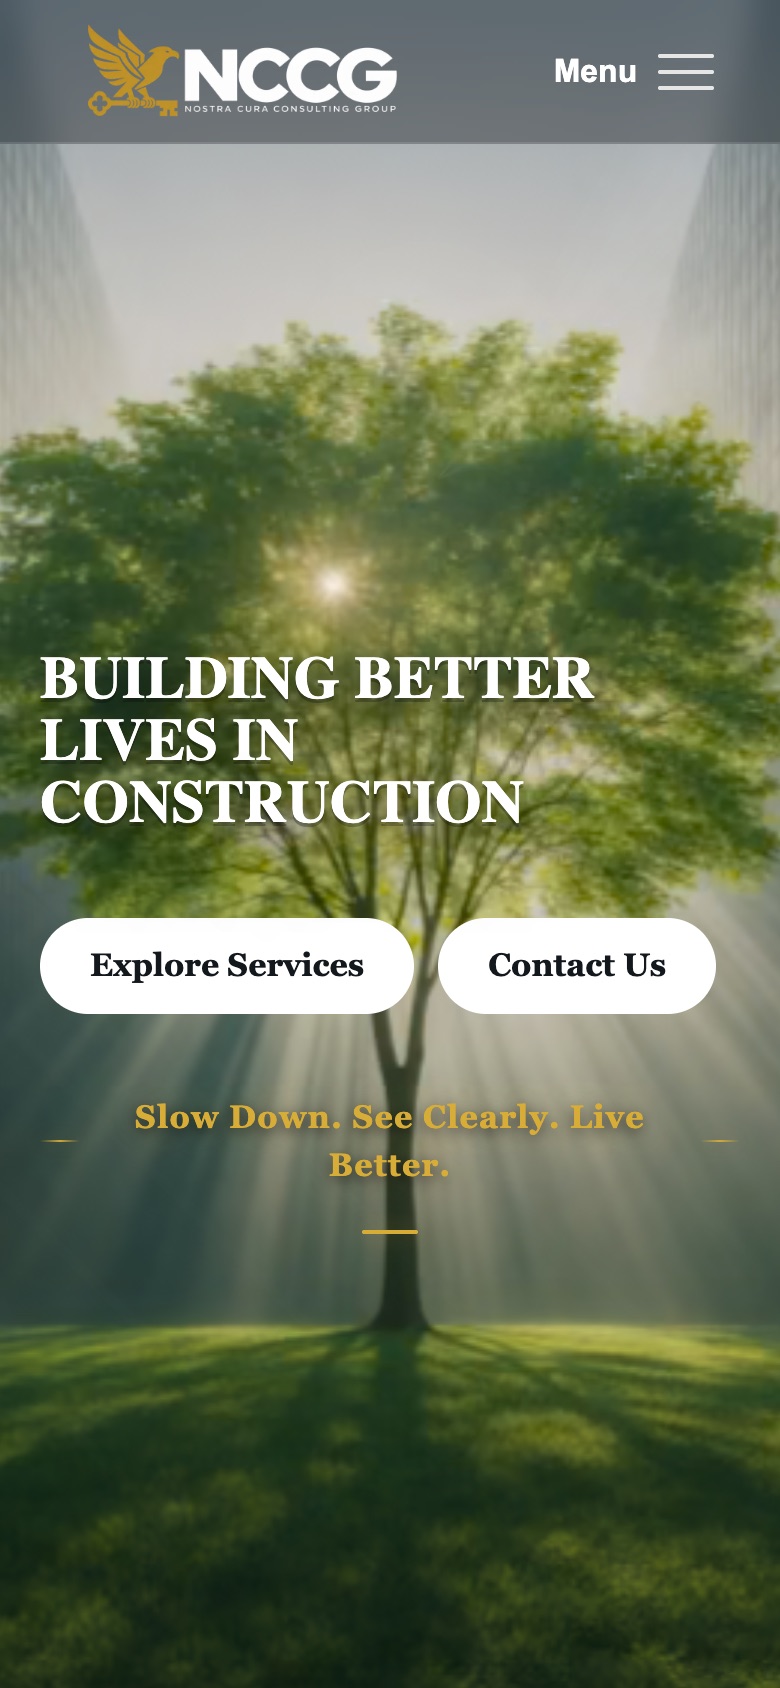 NCCG
NOSTRA CURA CONSULTING GROUP
Menu
BUILDING BETTER
LIVES IN
CONSTRUCTION
Explore Services
Contact Us
Slow Down. See Clearly. Live
Better.